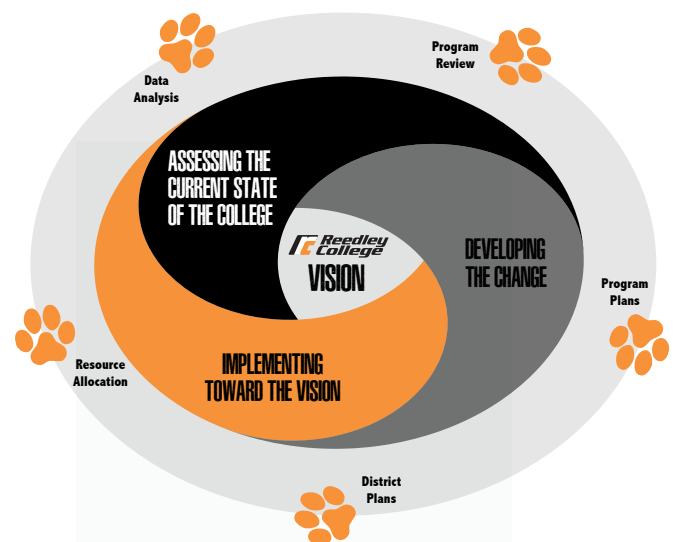 Program
Review
Data
Analysis
ASSESSING THE
CURRENT STATE
OF THE COLLEGE
Reedley
College
VISION
DEVELOPING
THE CHANGE
Program
Plans
Resource
Allocation
IMPLEMENTING
TOWARD THE VISION
District
Plans